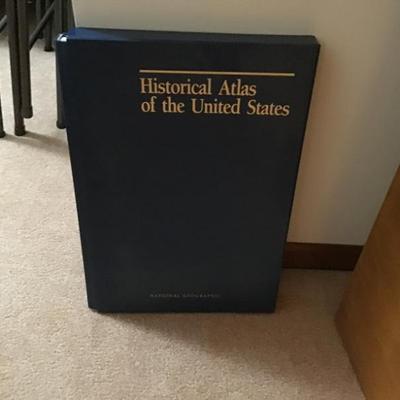 Historical Atlas
of the United States
NATIONAL GEOGRAPHIC